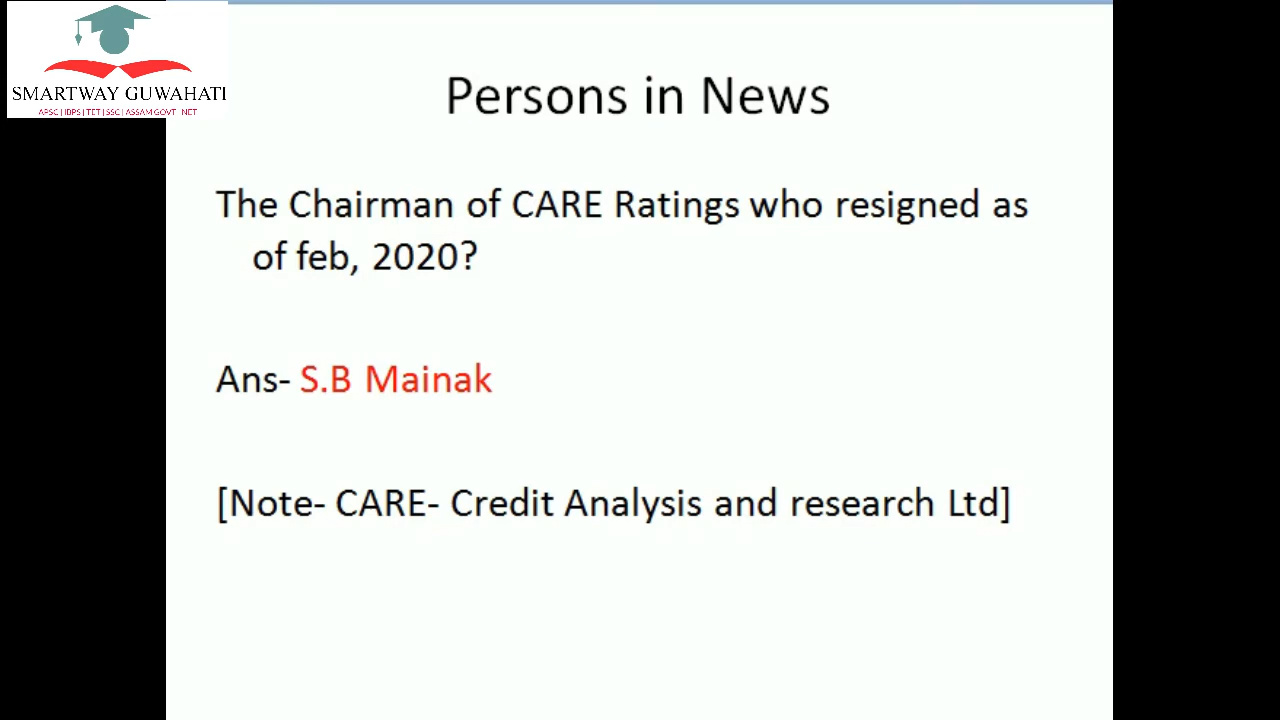 SMARTWAY GUWAHATI
APSC | IBPS | TET | SSC | ASSAM GOVT | NET
Persons in News
The Chairman of CARE Ratings who resigned as
of feb, 2020?
Ans- S.B Mainak
[Note- CARE- Credit Analysis and research Ltd]